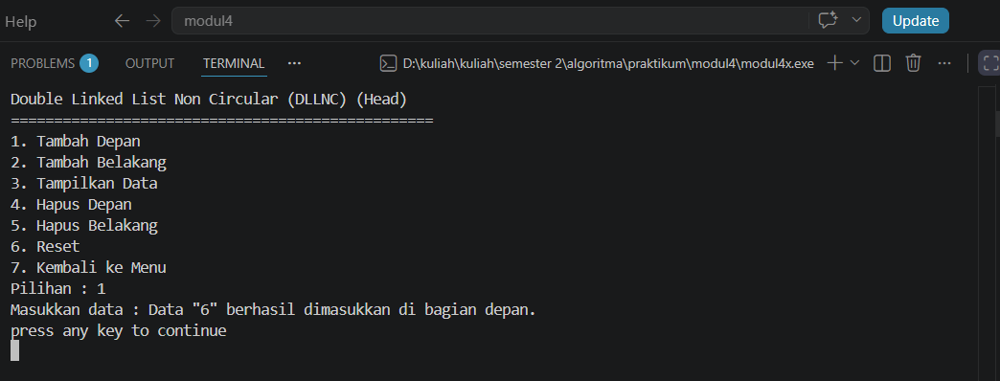 Help
modul4
Update
PROBLEMS 1 OUTPUT TERMINAL ··· D:\kuliah\kuliah\semester 2\algoritma\praktikum\modul4\modul4x.exe
Double Linked List Non Circular (DLLNC) (Head)
=================================================
1. Tambah Depan
2. Tambah Belakang
3. Tampilkan Data
4. Hapus Depan
5. Hapus Belakang
6. Reset
7. Kembali ke Menu
Pilihan : 1
Masukkan data : Data "6" berhasil dimasukkan di bagian depan.
press any key to continue